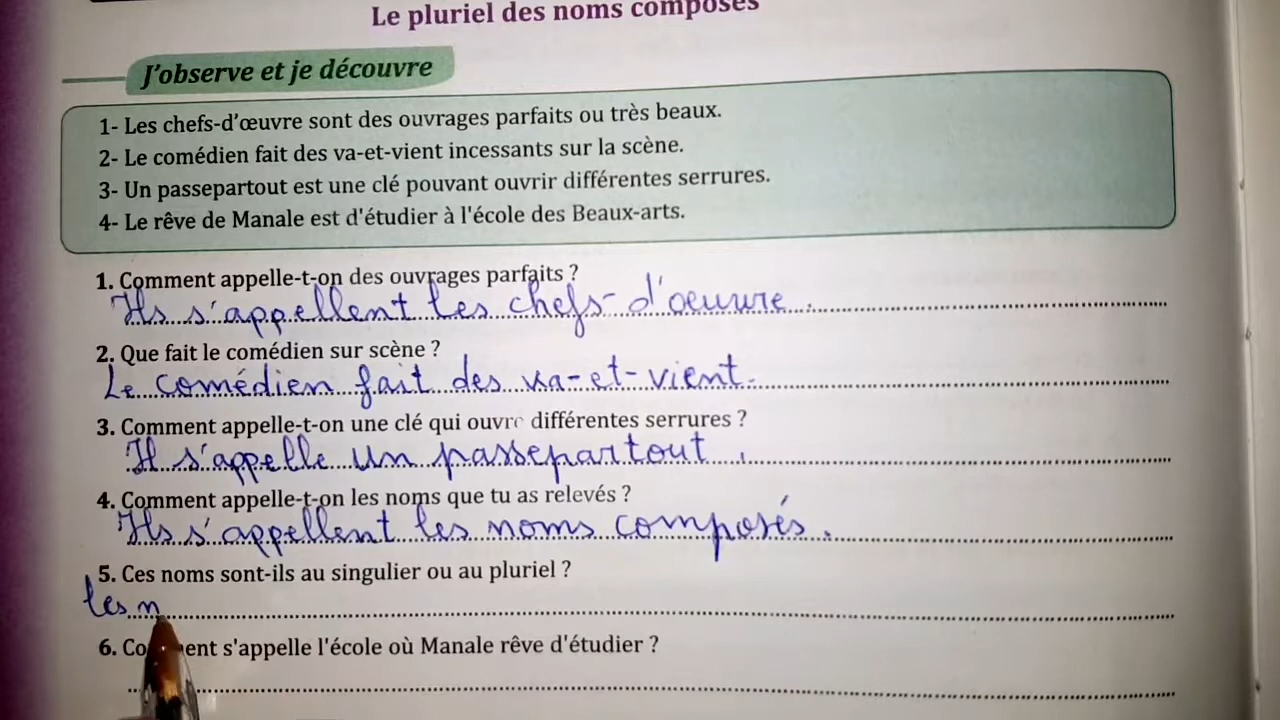 Le pluriel des noms composés
J'observe et je découvre
1- Les chefs-d'œuvre sont des ouvrages parfaits ou très beaux.
2- Le comédien fait des va-et-vient incessants sur la scène.
3- Un passepartout est une clé pouvant ouvrir différentes serrures.
4- Le rêve de Manale est d'étudier à l'école des Beaux-arts.
1. Comment appelle-t-on des ouvrages parfaits ?
Ils s'appellent les chefs-d'œuvre.
2. Que fait le comédien sur scène ?
Le comédien fait des va-et-vient.
3. Comment appelle-t-on une clé qui ouvre différentes serrures ?
Il s'appelle un passepartout.
4. Comment appelle-t-on les noms que tu as relevés ?
Ils s'appellent les noms composés.
5. Ces noms sont-ils au singulier ou au pluriel ?
les n
6. Comment s'appelle l'école où Manale rêve d'étudier ?